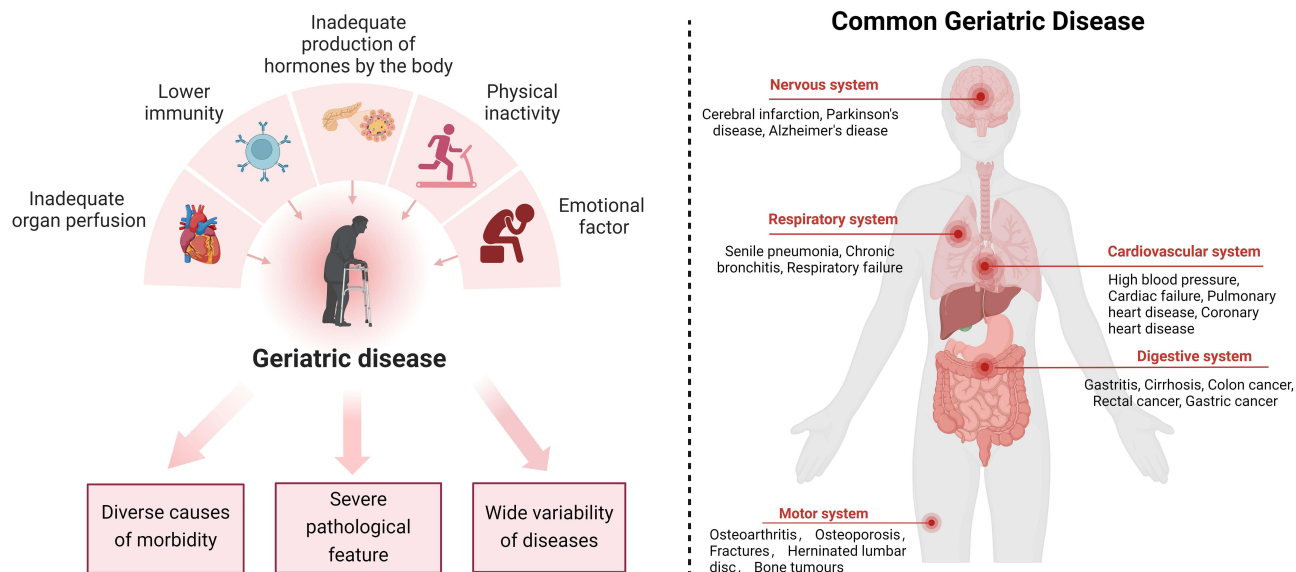 Inadequate
production of
hormones by the body
Lower
immunity
Physical
inactivity
Inadequate
organ perfusion
Emotional
factor
Geriatric disease
Diverse causes
of morbidity
Severe
pathological
feature
Wide variability
of diseases
Common Geriatric Disease
Nervous system
Cerebral infarction, Parkinson's
disease, Alzheimer's diease
Respiratory system
Senile pneumonia, Chronic
bronchitis, Respiratory failure
Cardiovascular system
High blood pressure,
Cardiac failure, Pulmonary
heart disease, Coronary
heart disease
Digestive system
Gastritis, Cirrhosis, Colon cancer,
Rectal cancer, Gastric cancer
Motor system
Osteoarthritis, Osteoporosis,
Fractures, Herninated lumbar
disc, Bone tumours